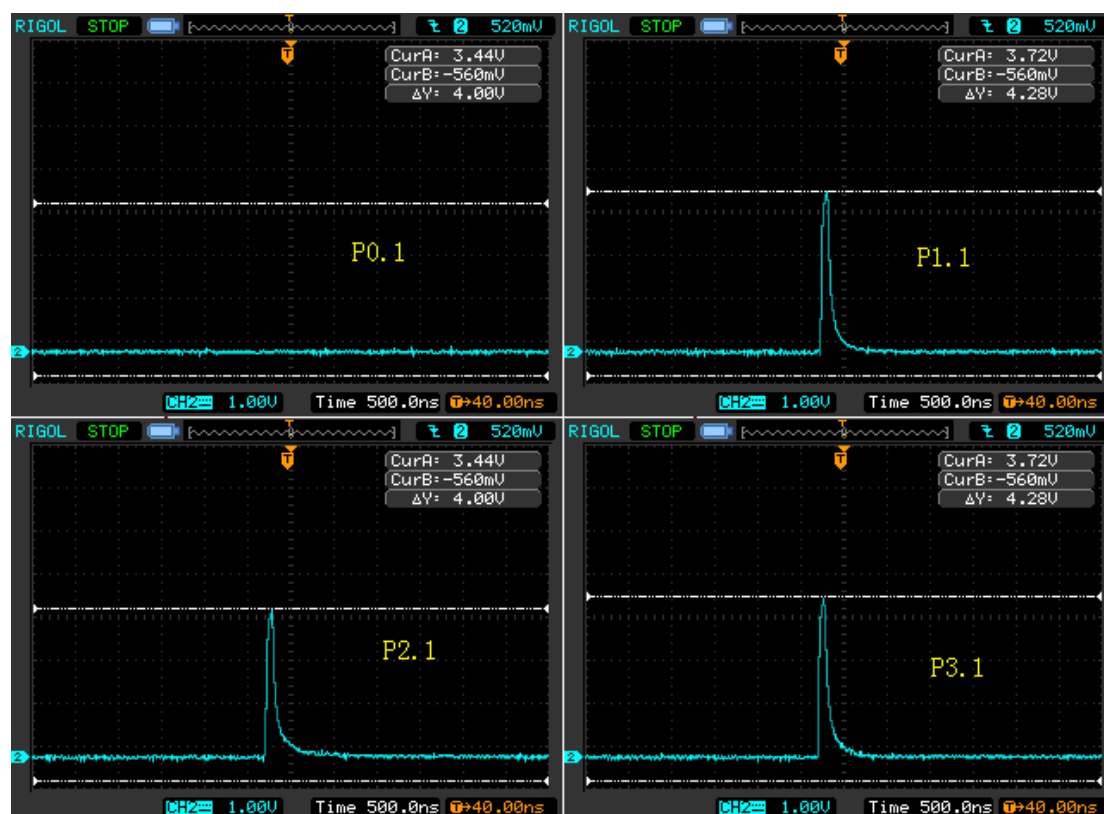 RIGOL STOP T 2 520mV
T
CurA: 3.44V
CurB:-560mV
ΔY: 4.00V
P0.1
2
CH2 1.00V Time 500.0ns T→40.00ns
RIGOL STOP T 2 520mV
T
CurA: 3.72V
CurB:-560mV
ΔY: 4.28V
P1.1
2
CH2 1.00V Time 500.0ns T→40.00ns
RIGOL STOP T 2 520mV
T
CurA: 3.44V
CurB:-560mV
ΔY: 4.00V
P2.1
2
CH2 1.00V Time 500.0ns T→40.00ns
RIGOL STOP T 2 520mV
T
CurA: 3.72V
CurB:-560mV
ΔY: 4.28V
P3.1
2
CH2 1.00V Time 500.0ns T→40.00ns